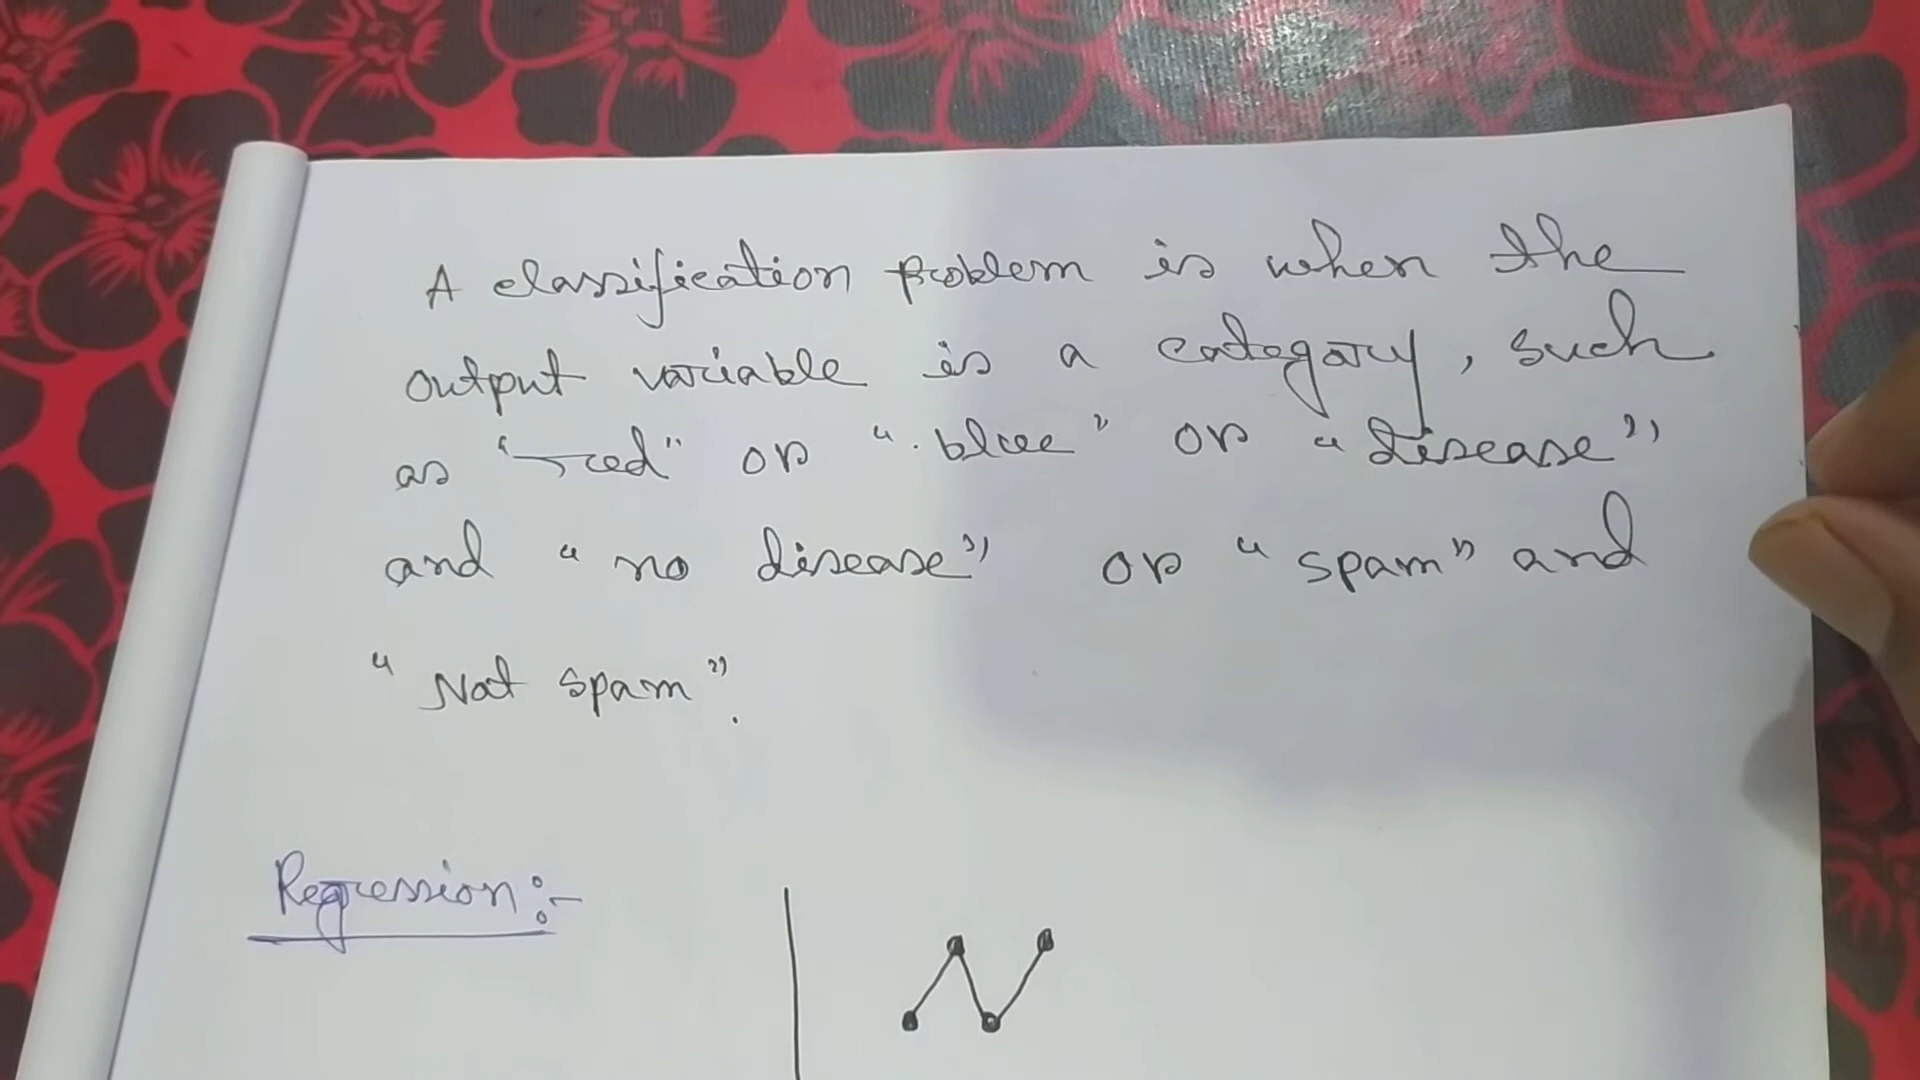 A classification problem is when the
output variable is a category, such
as "red" or "blue" or "disease"
and "no disease" or "spam" and
"Not spam".
Regression:-